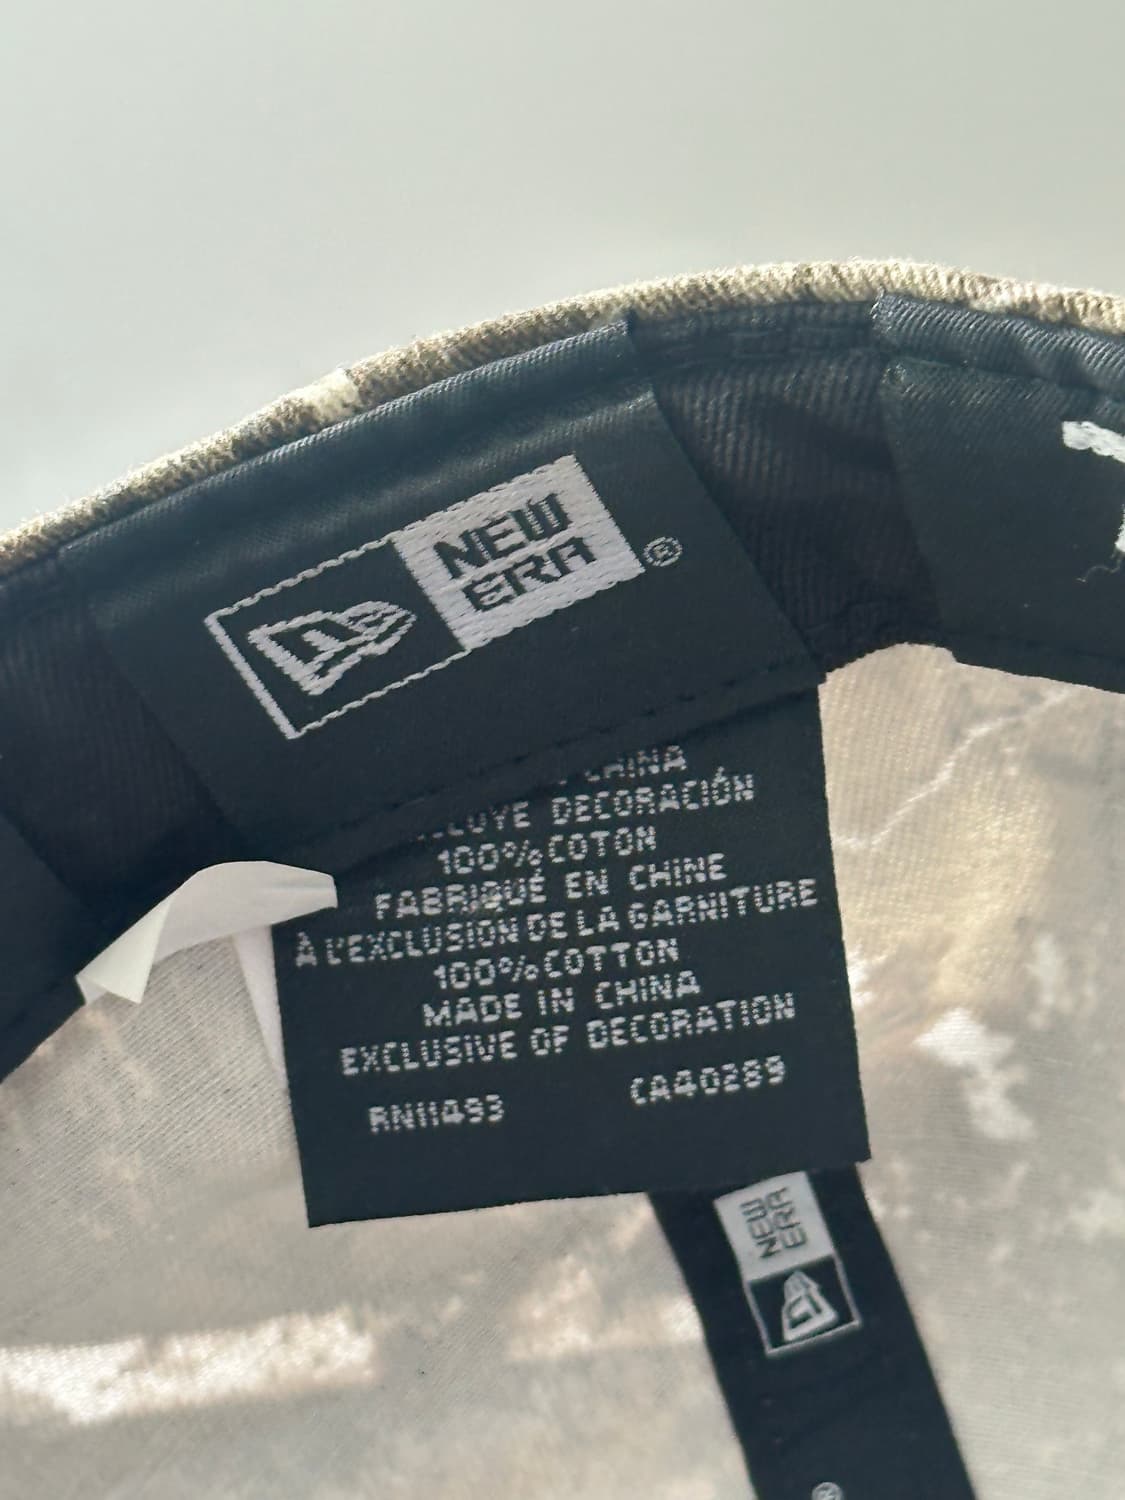 NEW
ERA ®
CHINA
DECORACIÓN
100% COTON
FABRIQUÉ EN CHINE
À L'EXCLUSION DE LA GARNITURE
100% COTTON
MADE IN CHINA
EXCLUSIVE OF DECORATION
RN11493 CA40289
NEW
ERA
®